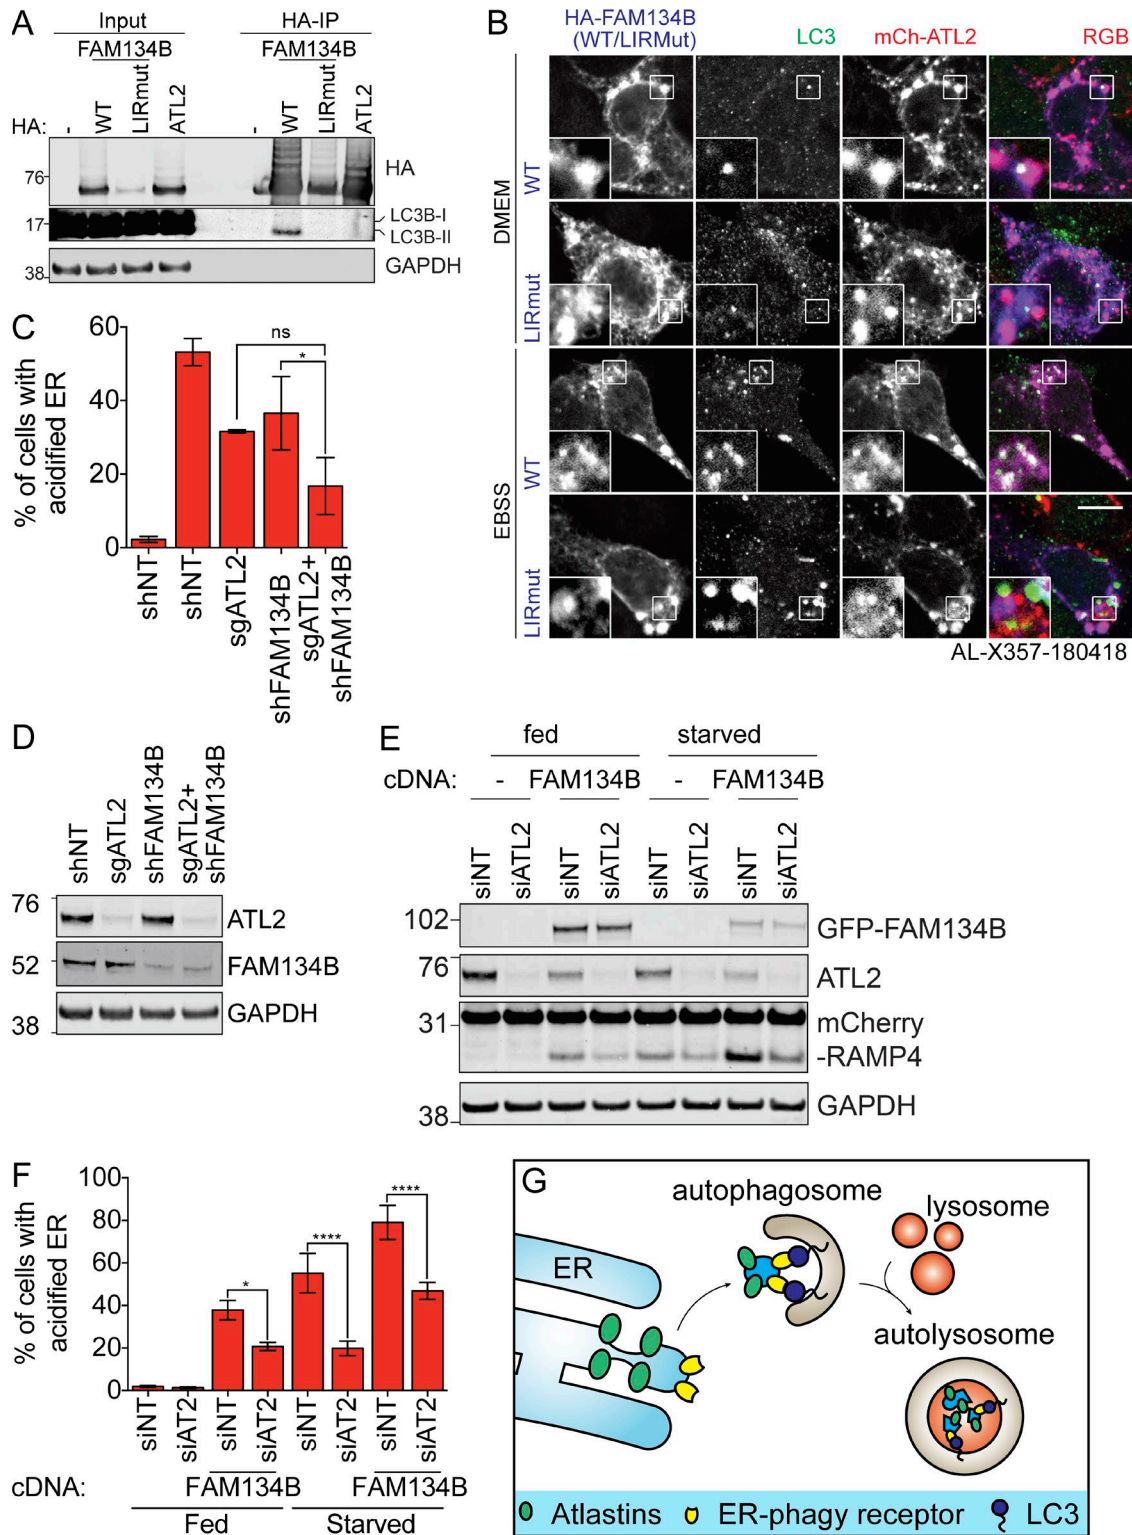 A
Input
HA-IP
FAM134B
FAM134B
HA:
-
WT
LIRmut
ATL2
-
WT
LIRmut
ATL2
76
HA
17
LC3B-I
LC3B-II
38
GAPDH
B
HA-FAM134B
(WT/LIRMut)
LC3
mCh-ATL2
RGB
DMEM
WT
LIRmut
EBSS
WT
LIRmut
AL-X357-180418
C
% of cells with
acidified ER
60
40
20
0
ns
*
shNT
shNT
sgATL2
shFAM134B
sgATL2+
shFAM134B
D
shNT
sgATL2
shFAM134B
sgATL2+
shFAM134B
76
ATL2
52
FAM134B
38
GAPDH
E
fed
starved
cDNA:
-
FAM134B
-
FAM134B
siNT
siATL2
siNT
siATL2
siNT
siATL2
siNT
siATL2
102
GFP-FAM134B
76
ATL2
31
mCherry
-RAMP4
38
GAPDH
F
% of cells with
acidified ER
100
80
60
40
20
0
*
****
****
siNT
siAT2
siNT
siAT2
siNT
siAT2
siNT
siAT2
cDNA:
FAM134B
FAM134B
Fed
Starved
G
autophagosome
lysosome
ER
autolysosome
Atlastins
ER-phagy receptor
LC3